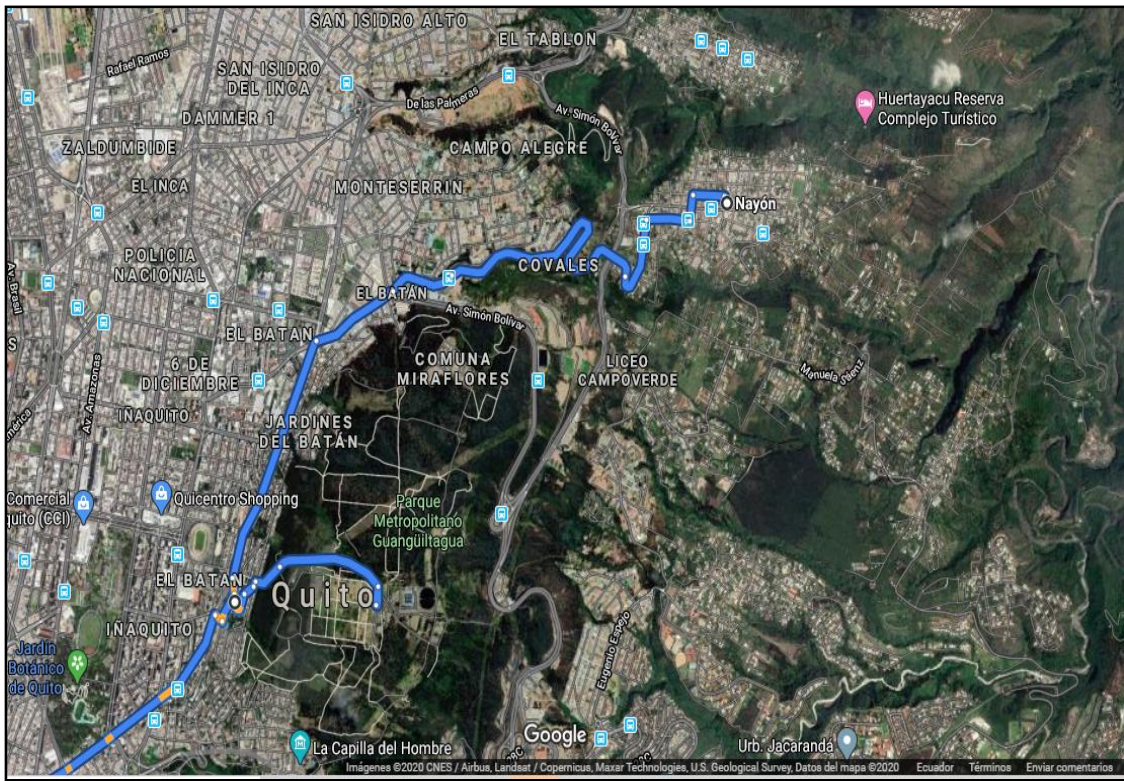 SAN ISIDRO ALTO
EL TABLON
Rafael Ramos
SAN ISIDRO
DEL INCA
De las Palmeras
Huertayacu Reserva
Complejo Turístico
DAMMER 1
Av. Simón Bolívar
ZALDUMBIDE
CAMPO ALEGRE
EL INCA
MONTESERRIN
Nayón
POLICIA
NACIONAL
COVALES
Av. Brasil
EL BATÁN
Av. Simón Bolívar
EL BATAN
S
COMUNA
MIRAFLORES
LICEO
CAMPOVERDE
Manuela Sáenz
6 DE
DICIEMBRE
Av. Amazonas
IÑAQUITO
JARDINES
DEL BATÁN
Comercial
quito (CCI)
Quicentro Shopping
Parque
Metropolitano
Guangüiltagua
EL BATAN
Quito
IÑAQUITO
Eugenio Espejo
Jardín
Botánico
de Quito
Google
La Capilla del Hombre
Urb. Jacarandá
Imágenes ©2020 CNES / Airbus, Landsat / Copernicus, Maxar Technologies, U.S. Geological Survey, Datos del mapa ©2020 Ecuador Términos Enviar comentarios